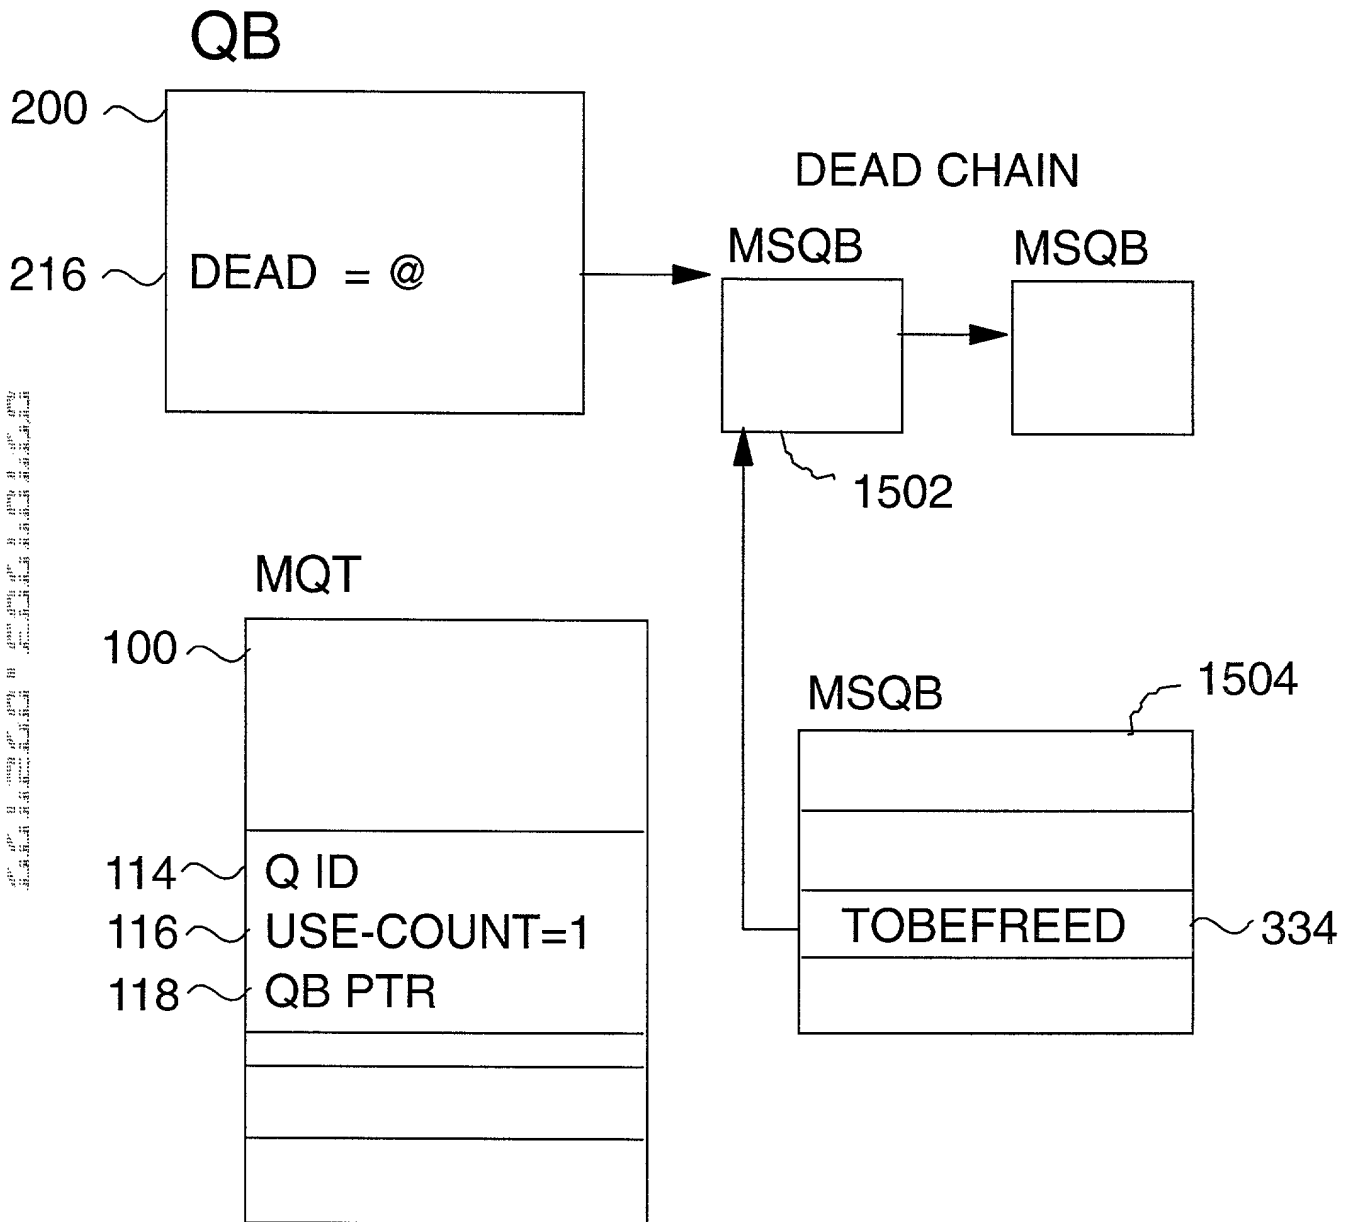 QB
200
DEAD CHAIN
MSQB
MSQB
216
DEAD = @
1502
MQT
100
MSQB
1504
114
Q ID
116
USE-COUNT=1
TOBEFREED
334
118
QB PTR